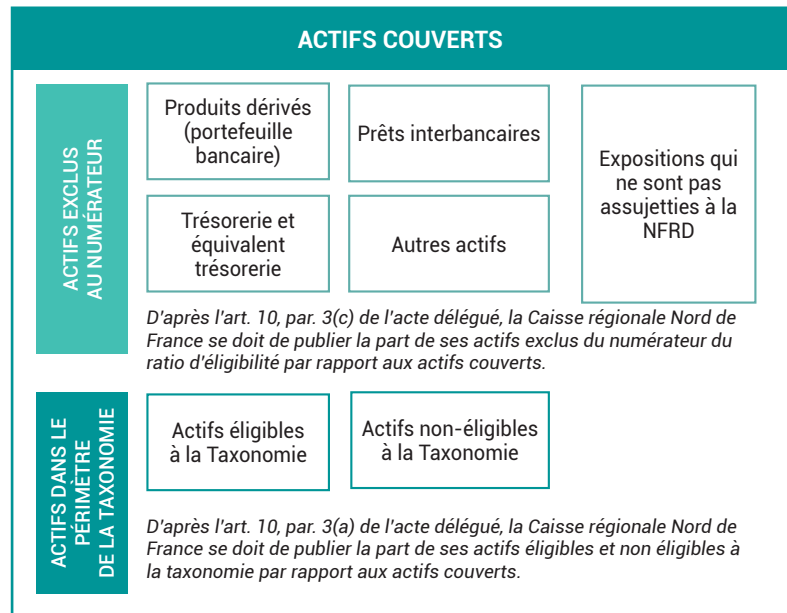 ACTIFS COUVERTS
ACTIFS EXCLUS
AU NUMÉRATEUR
Produits dérivés
(portefeuille
bancaire)
Prêts interbancaires
Expositions qui
ne sont pas
assujetties à la
NFRD
Trésorerie et
équivalent
trésorerie
Autres actifs
D'après l'art. 10, par. 3(c) de l'acte délégué, la Caisse régionale Nord de
France se doit de publier la part de ses actifs exclus du numérateur du
ratio d'éligibilité par rapport aux actifs couverts.
ACTIFS DANS LE
PÉRIMÈTRE
DE LA TAXONOMIE
Actifs éligibles
à la Taxonomie
Actifs non-éligibles
à la Taxonomie
D'après l'art. 10, par. 3(a) de l'acte délégué, la Caisse régionale Nord de
France se doit de publier la part de ses actifs éligibles et non éligibles à
la taxonomie par rapport aux actifs couverts.